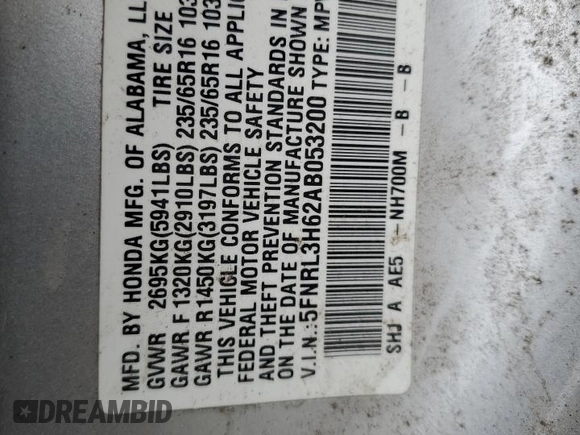 MFD. BY HONDA MFG. OF ALABAMA, LL
GVWR 2695KG(5941LBS) TIRE SIZE
GAWR F 1320KG(2910LBS) 235/65R16 103
GAWR R 1450KG(3197LBS) 235/65R16 103
THIS VEHICLE CONFORMS TO ALL APPLIC
FEDERAL MOTOR VEHICLE SAFETY
AND THEFT PREVENTION STANDARDS IN
ON THE DATE OF MANUFACTURE SHOWN
V.I.N.:5FNRL3H62AB053200 TYPE: MP
SHJ A AE5 - NH700M - B - B
DREAMBID